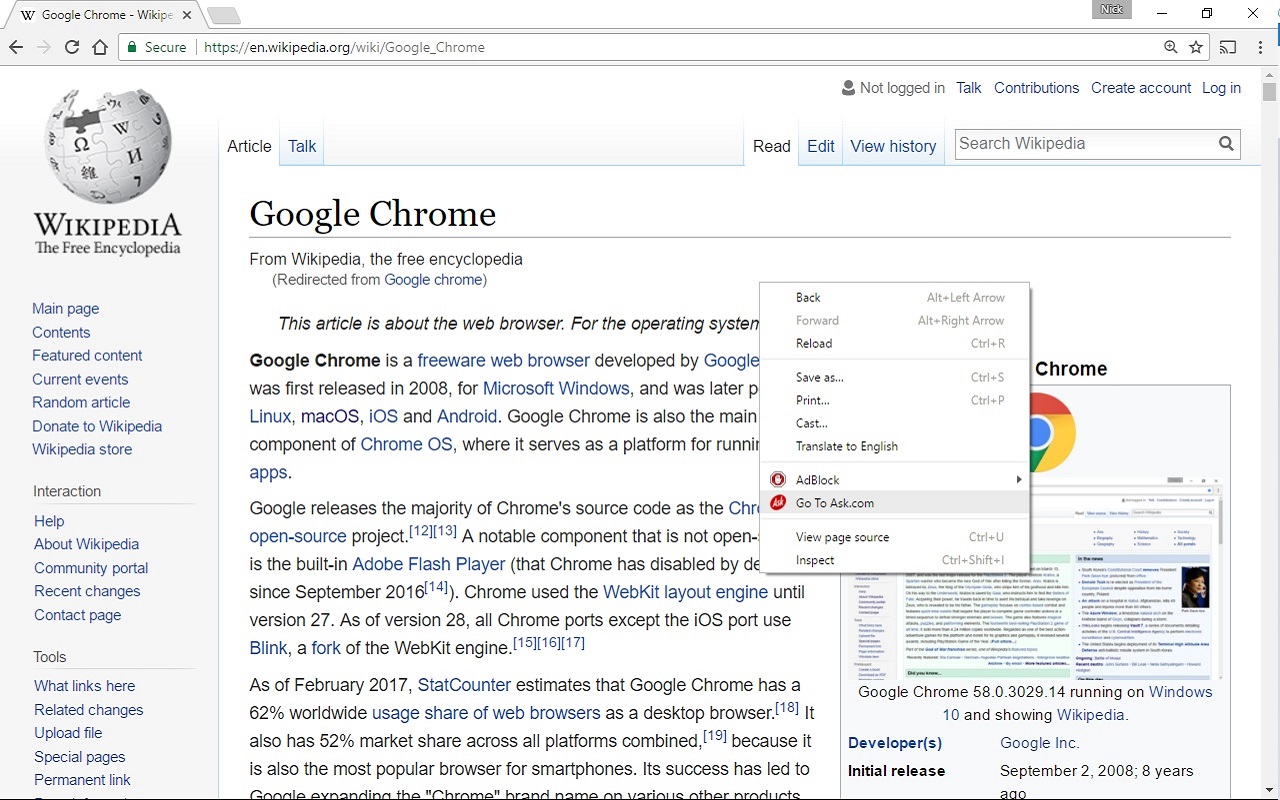 Google Chrome - Wikipe
Nick
Secure
https://en.wikipedia.org/wiki/Google_Chrome
Not logged in Talk Contributions Create account Log in
Article Talk
Read Edit View history
Search Wikipedia
WIKIPEDIA
The Free Encyclopedia
Main page
Contents
Featured content
Current events
Random article
Donate to Wikipedia
Wikipedia store
Interaction
Help
About Wikipedia
Community portal
Recent changes
Contact page
Tools
What links here
Related changes
Upload file
Special pages
Permanent link
Google Chrome
From Wikipedia, the free encyclopedia
(Redirected from Google chrome)
This article is about the web browser. For the operating system
Google Chrome is a freeware web browser developed by Google
was first released in 2008, for Microsoft Windows, and was later p
Linux, macOS, iOS and Android. Google Chrome is also the main
component of Chrome OS, where it serves as a platform for runnin
apps.
Google releases the majority of Chrome's source code as the Chr
open-source project.[12][13] A notable component that is not open-s
is the built-in Adobe Flash Player (that Chrome has disabled by de
since September 2016[14]). Chrome used the WebKit layout engine until
version 27. As of version 28, all Chrome ports except the iOS port use
Blink, a fork of the WebKit engine.[15][16][17]
As of February 2017, StatCounter estimates that Google Chrome has a
62% worldwide usage share of web browsers as a desktop browser.[18] It
also has 52% market share across all platforms combined,[19] because it
is also the most popular browser for smartphones. Its success has led to
Google expanding the "Chrome" brand name on various other products
Back Alt+Left Arrow
Forward Alt+Right Arrow
Reload Ctrl+R
Save as... Ctrl+S
Print... Ctrl+P
Cast...
Translate to English
AdBlock
Ask Go To Ask.com
View page source Ctrl+U
Inspect Ctrl+Shift+I
Chrome
In the news
Did you know...
Google Chrome 58.0.3029.14 running on Windows
10 and showing Wikipedia.
Developer(s) Google Inc.
Initial release September 2, 2008; 8 years
ago